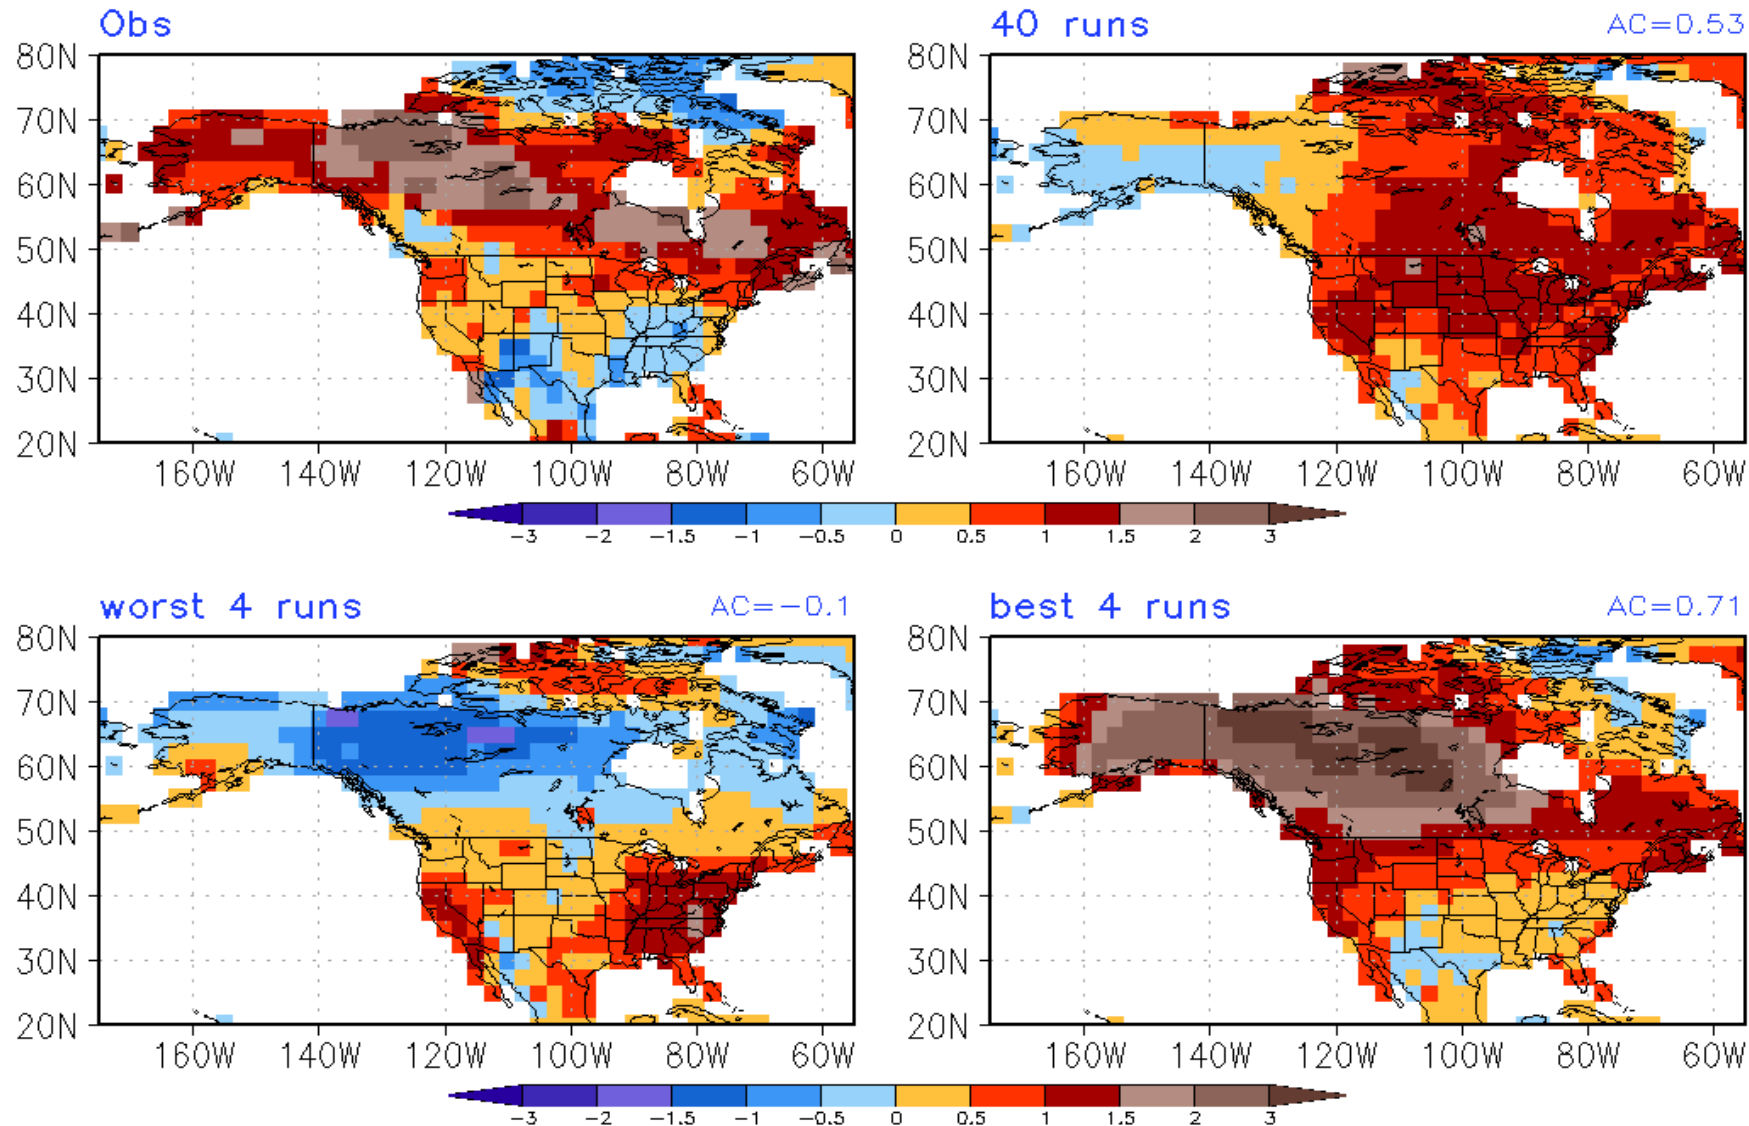 Obs
40 runs AC=0.53
80N 80N
70N 70N
60N 60N
50N 50N
40N 40N
30N 30N
20N 20N
160W 140W 120W 100W 80W 60W 160W 140W 120W 100W 80W 60W
-3 -2 -1.5 -1 -0.5 0 0.5 1 1.5 2 3
worst 4 runs AC=-0.1
best 4 runs AC=0.71
80N 80N
70N 70N
60N 60N
50N 50N
40N 40N
30N 30N
20N 20N
160W 140W 120W 100W 80W 60W 160W 140W 120W 100W 80W 60W
-3 -2 -1.5 -1 -0.5 0 0.5 1 1.5 2 3